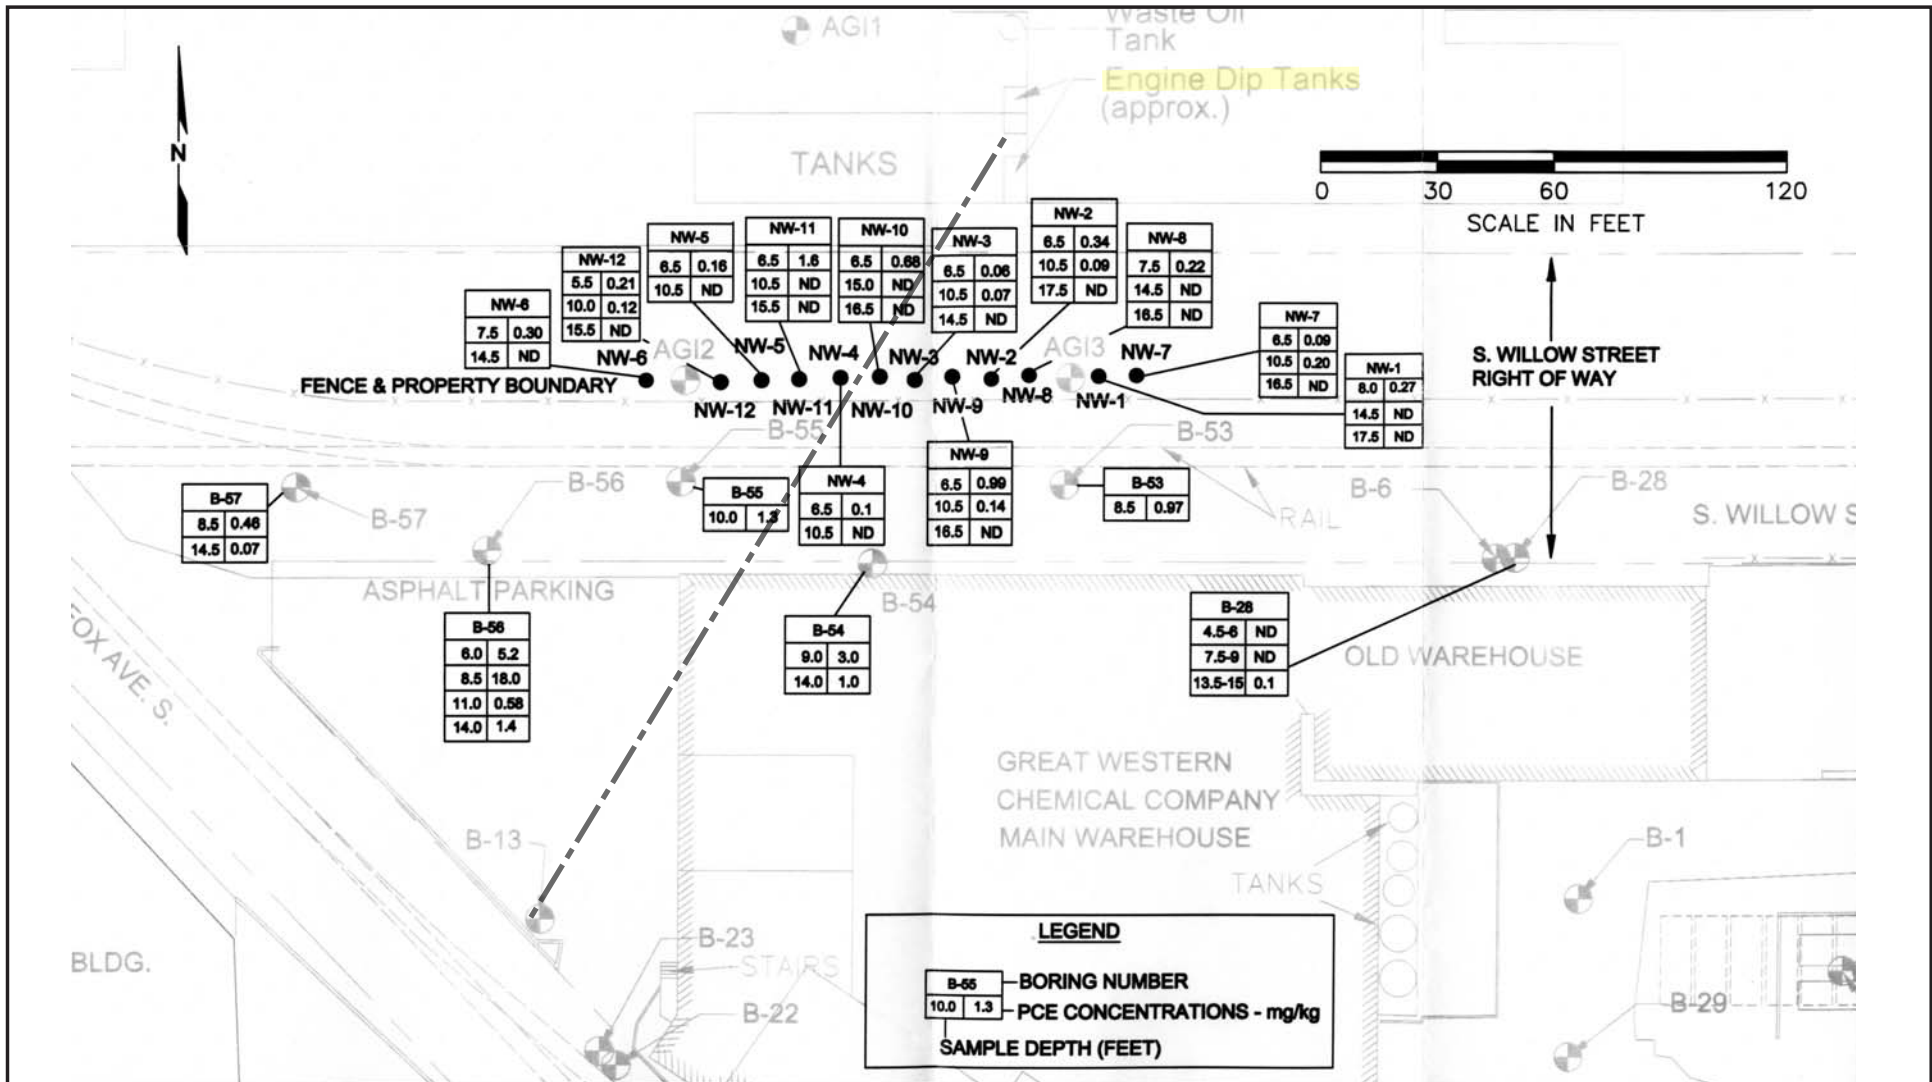 AGI1
Waste Oil
Tank
Engine Dip Tanks
(approx.)
N
TANKS
0 30 60 120
SCALE IN FEET
NW-6
7.5 0.30
14.5 ND
NW-12
5.5 0.21
10.0 0.12
15.5 ND
NW-5
6.5 0.16
10.5 ND
NW-11
6.5 1.6
10.5 ND
15.5 ND
NW-10
6.5 0.68
15.0 ND
16.5 ND
NW-3
6.5 0.06
10.5 0.07
14.5 ND
NW-2
6.5 0.34
10.5 0.09
17.5 ND
NW-8
7.5 0.22
14.5 ND
16.5 ND
NW-7
6.5 0.09
10.5 0.20
16.5 ND
NW-1
8.0 0.27
14.5 ND
17.5 ND
S. WILLOW STREET
RIGHT OF WAY
NW-6 AGI2 NW-5 NW-4 NW-3 NW-2 AGI3 NW-7
FENCE & PROPERTY BOUNDARY
NW-12 NW-11 NW-10 NW-9 NW-8 NW-1
B-55
B-53
B-57
8.5 0.46
14.5 0.07
B-57
B-56
B-55
10.0 1.3
NW-4
6.5 0.1
10.5 ND
NW-9
6.5 0.99
10.5 0.14
16.5 ND
B-53
8.5 0.97
RAIL
B-6
B-28
S. WILLOW S
ASPHALT PARKING
B-54
B-56
6.0 5.2
8.5 18.0
11.0 0.58
14.0 1.4
B-54
9.0 3.0
14.0 1.0
B-28
4.5-6 ND
7.5-9 ND
13.5-15 0.1
OLD WAREHOUSE
FOX AVE. S.
GREAT WESTERN
CHEMICAL COMPANY
MAIN WAREHOUSE
B-13
TANKS
B-1
BLDG.
B-23
STAIRS
B-22
B-29
LEGEND
B-55
10.0 1.3
BORING NUMBER
PCE CONCENTRATIONS - mg/kg
SAMPLE DEPTH (FEET)